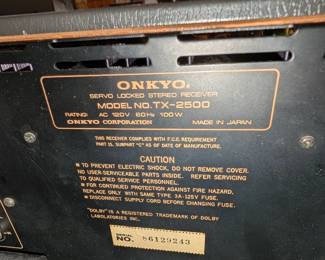 ONKYO.
SERVO LOCKED STEREO RECEIVER
MODEL NO. TX-2500
RATING: AC 120V 60Hz 100W
ONKYO CORPORATION MADE IN JAPAN
THIS RECEIVER COMPLIES WITH F.C.C. REQUIREMENT
PART 15, SUBPART "C" AS OF DATE OF MANUFACTURE.
CAUTION
• TO PREVENT ELECTRIC SHOCK, DO NOT REMOVE COVER.
NO USER-SERVICEABLE PARTS INSIDE. REFER SERVICING
TO QUALIFIED SERVICE PERSONNEL.
• FOR CONTINUED PROTECTION AGAINST FIRE HAZARD,
REPLACE ONLY WITH SAME TYPE 3A-125V FUSE.
• DISCONNECT SUPPLY CORD BEFORE CHANGING FUSE.
"DOLBY" IS A REGISTERED TRADEMARK OF DOLBY
LABOLATORIES INC.
SERIAL
NO. 86129243